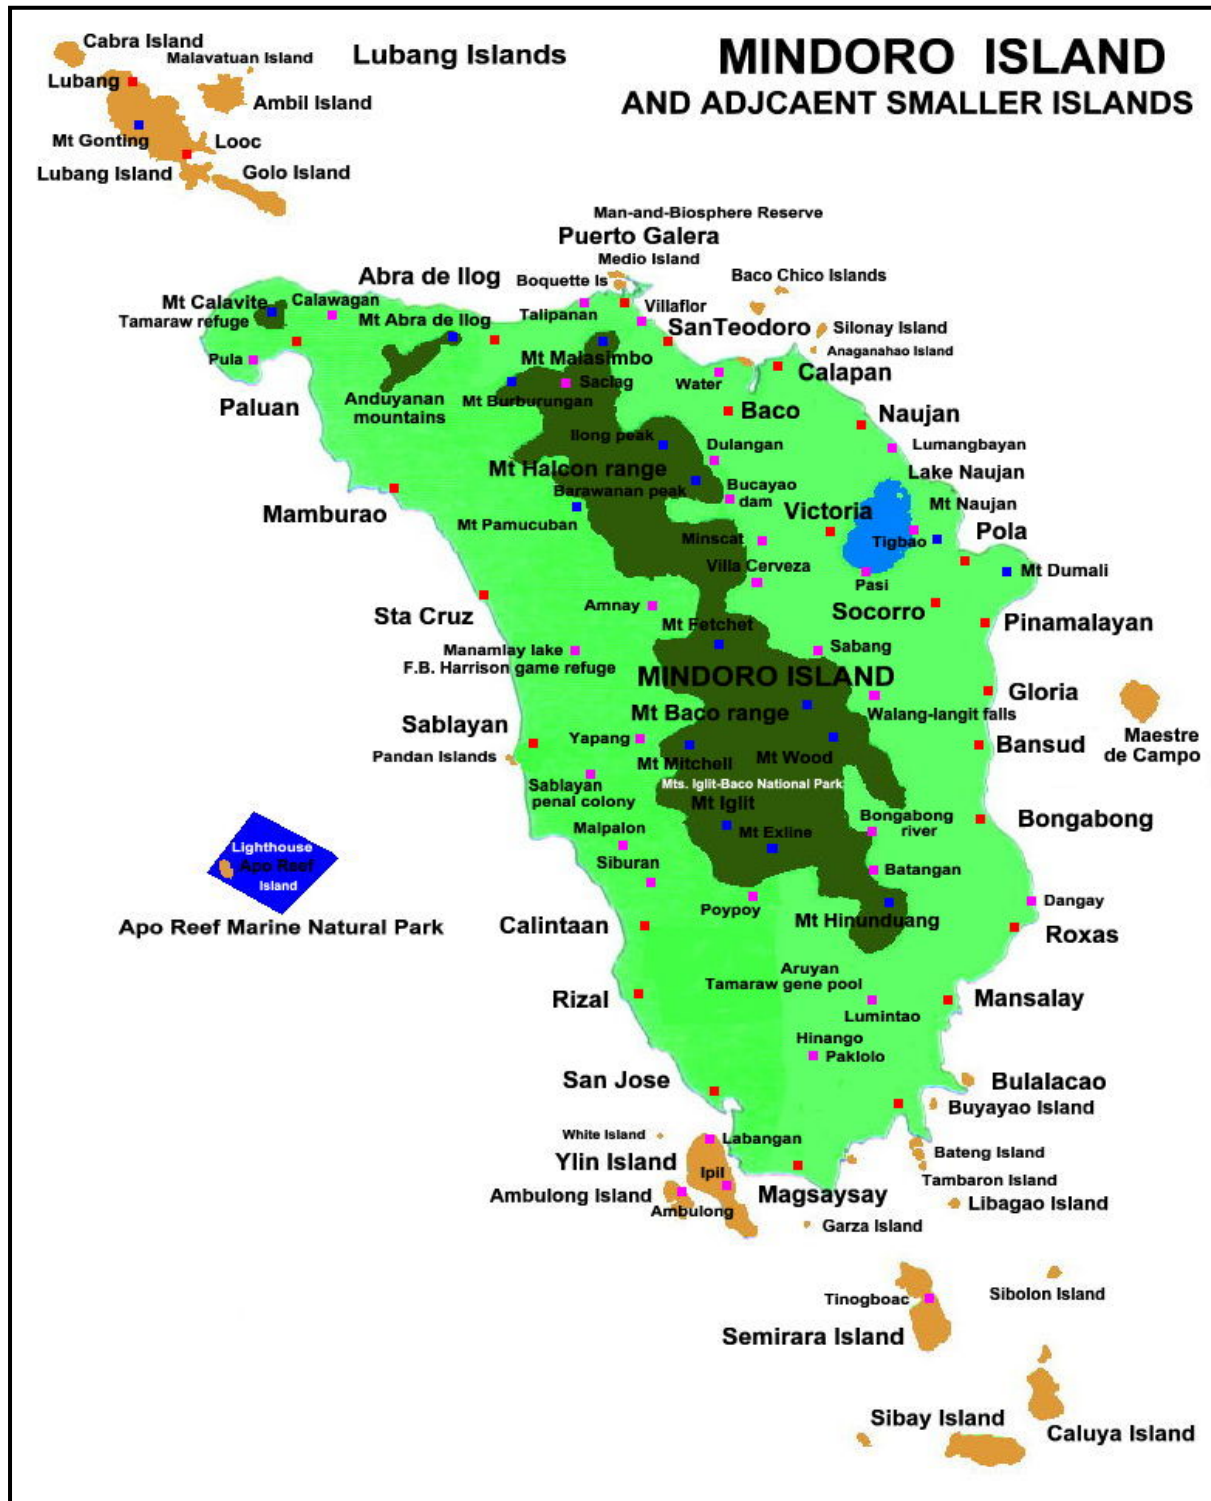 Cabra Island
Malavatuan Island
Lubang Islands
MINDORO ISLAND
AND ADJCAENT SMALLER ISLANDS
Lubang
Ambil Island
Mt Gonting
Looc
Lubang Island
Golo Island
Man-and-Biosphere Reserve
Puerto Galera
Medio Island
Abra de Ilog
Boquette Is
Baco Chico Islands
Mt Calavite
Tamaraw refuge
Calawagan
Mt Abra de Ilog
Talipanan
Villaflor
SanTeodoro
Silonay Island
Anaganahao Island
Pula
Mt Malasimbo
Calapan
Saclag
Water
Mt Burburungan
Anduyanan
mountains
Paluan
Baco
Naujan
Ilong peak
Dulangan
Lumangbayan
Mt Halcon range
Lake Naujan
Barawanan peak
Bucayao
dam
Mamburao
Mt Pamucuban
Victoria
Mt Naujan
Minscat
Tigbao
Pola
Villa Cerveza
Pasi
Mt Dumali
Sta Cruz
Amnay
Socorro
Mt Fetchet
Pinamalayan
Manamlay lake
F.B. Harrison game refuge
Sabang
MINDORO ISLAND
Gloria
Mt Baco range
Walang-langit falls
Sablayan
Yapang
Bansud
Maestre
de Campo
Pandan Islands
Mt Mitchell
Mt Wood
Sablayan
penal colony
Mts. Iglit-Baco National Park
Mt Iglit
Malpalon
Mt Exline
Bongabong
river
Bongabong
Lighthouse
Apo Reef
Island
Siburan
Batangan
Apo Reef Marine Natural Park
Calintaan
Poypoy
Mt Hinunduang
Dangay
Roxas
Aruyan
Tamaraw gene pool
Rizal
Mansalay
Lumintao
Hinango
Paklolo
San Jose
Bulalacao
Buyayao Island
White Island
Labangan
Ylin Island
Ipil
Bateng Island
Tambaron Island
Ambulong Island
Magsaysay
Ambulong
Libagao Island
Garza Island
Tinogboac
Sibolon Island
Semirara Island
Sibay Island
Caluya Island